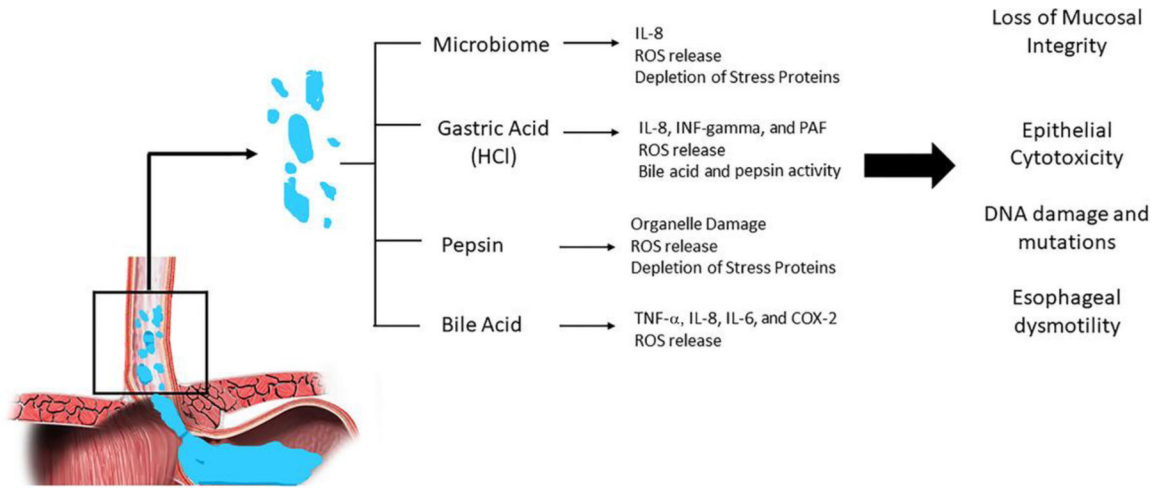 Microbiome
IL-8
ROS release
Depletion of Stress Proteins
Gastric Acid
(HCl)
IL-8, INF-gamma, and PAF
ROS release
Bile acid and pepsin activity
Pepsin
Organelle Damage
ROS release
Depletion of Stress Proteins
Bile Acid
TNF-α, IL-8, IL-6, and COX-2
ROS release
Loss of Mucosal
Integrity
Epithelial
Cytotoxicity
DNA damage and
mutations
Esophageal
dysmotility